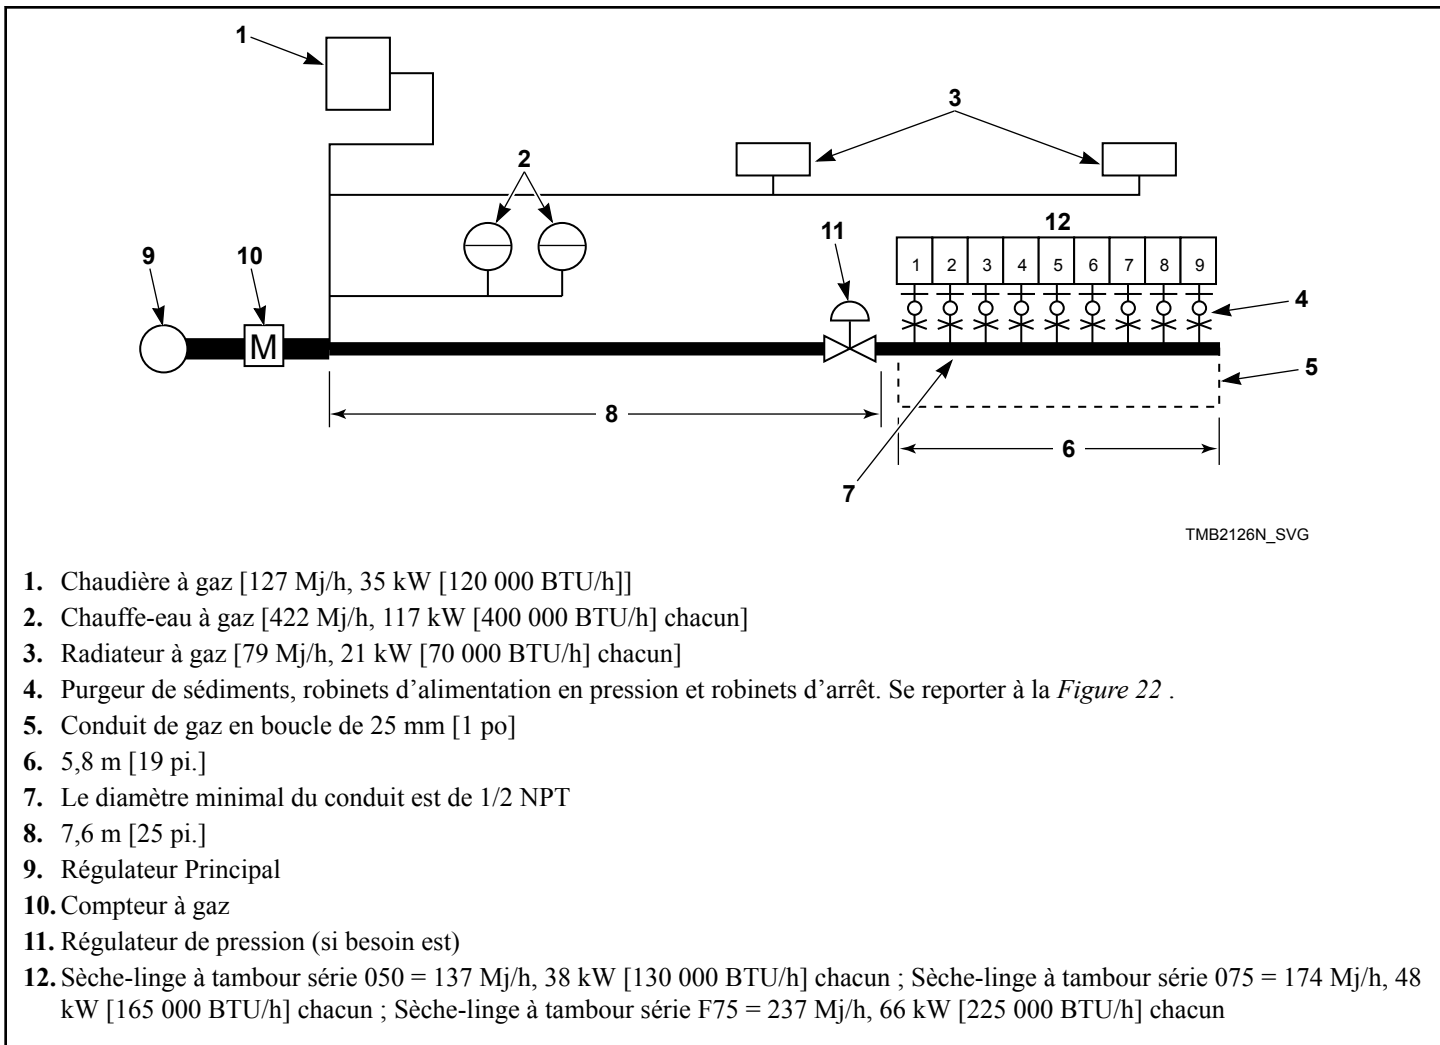 1
3
2
12
11
9
10
1 2 3 4 5 6 7 8 9
4
M
5
8
6
7
TMB2126N_SVG
1. Chaudière à gaz [127 Mj/h, 35 kW [120 000 BTU/h]]
2. Chauffe-eau à gaz [422 Mj/h, 117 kW [400 000 BTU/h] chacun]
3. Radiateur à gaz [79 Mj/h, 21 kW [70 000 BTU/h] chacun]
4. Purgeur de sédiments, robinets d’alimentation en pression et robinets d’arrêt. Se reporter à la Figure 22 .
5. Conduit de gaz en boucle de 25 mm [1 po]
6. 5,8 m [19 pi.]
7. Le diamètre minimal du conduit est de 1/2 NPT
8. 7,6 m [25 pi.]
9. Régulateur Principal
10. Compteur à gaz
11. Régulateur de pression (si besoin est)
12. Sèche-linge à tambour série 050 = 137 Mj/h, 38 kW [130 000 BTU/h] chacun ; Sèche-linge à tambour série 075 = 174 Mj/h, 48
kW [165 000 BTU/h] chacun ; Sèche-linge à tambour série F75 = 237 Mj/h, 66 kW [225 000 BTU/h] chacun